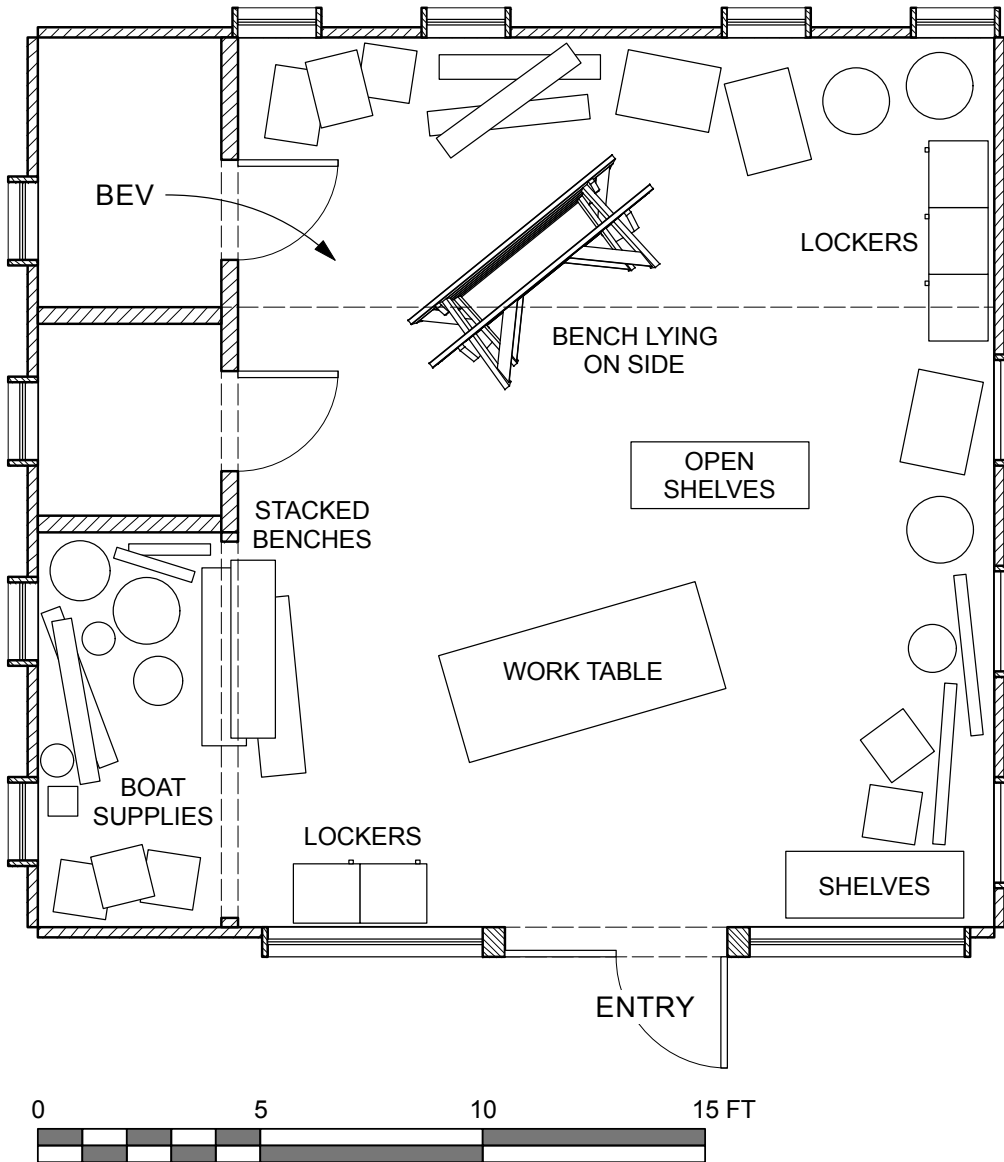 BEV
LOCKERS
BENCH LYING
ON SIDE
OPEN
SHELVES
STACKED
BENCHES
WORK TABLE
BOAT
SUPPLIES
LOCKERS
SHELVES
ENTRY
0 5 10 15 FT